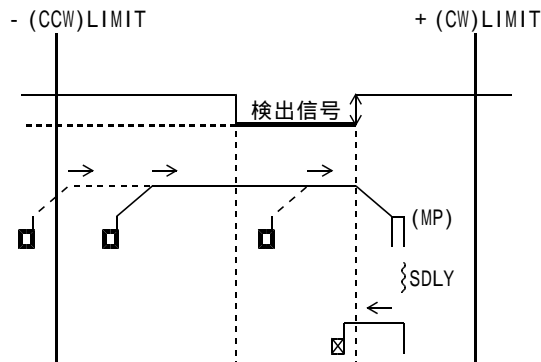 - (CCW)LIMIT
+ (CW)LIMIT
検出信号
(MP)
SDLY